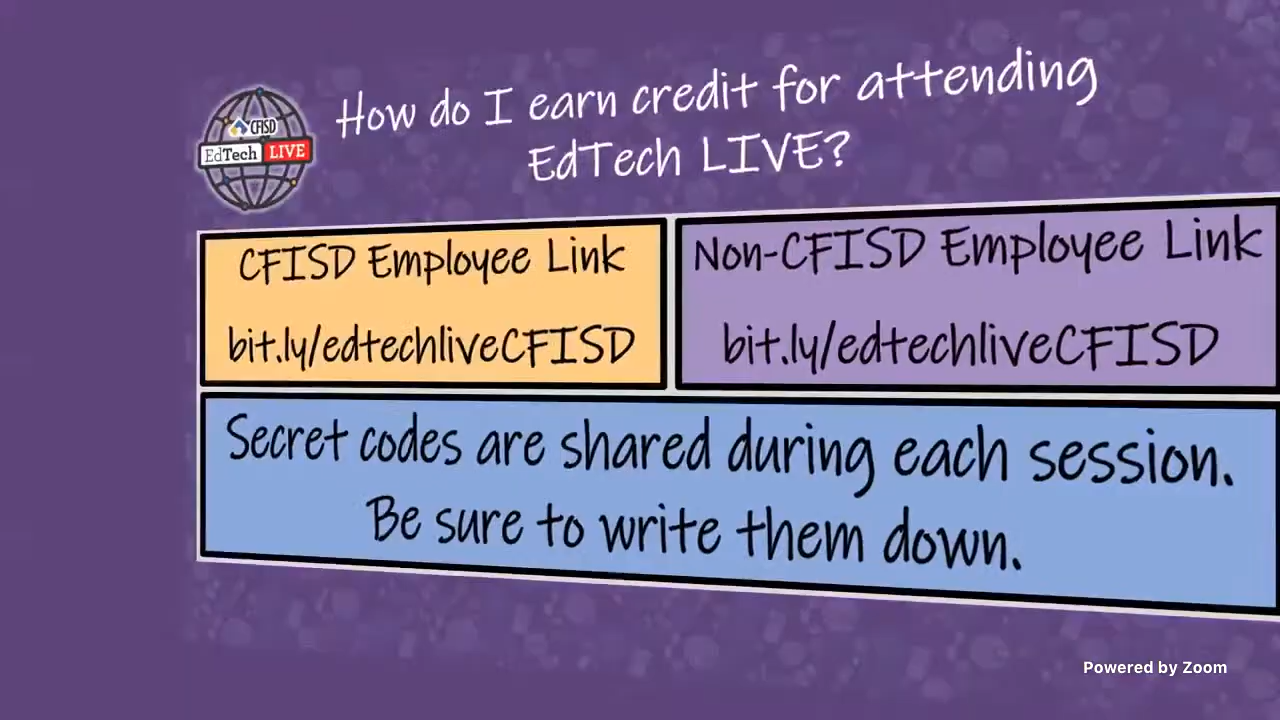 CFISD
EdTech LIVE
How do I earn credit for attending
EdTech LIVE?
CFISD Employee Link
bit.ly/edtechliveCFISD
Non-CFISD Employee Link
bit.ly/edtechliveCFISD
Secret codes are shared during each session.
Be sure to write them down.
Powered by Zoom